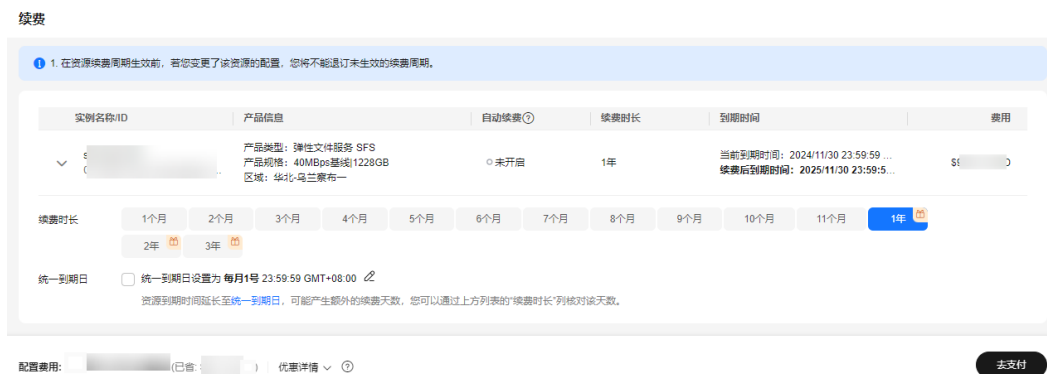 续费
1. 在资源续费周期生效前，若您变更了该资源的配置，您将不能退订未生效的续费周期。
实例名称/ID 产品信息 自动续费 续费时长 到期时间 费用
产品类型：弹性文件服务 SFS
产品规格：40MBps基线|1228GB
区域：华北-乌兰察布一
未开启
1年
当前到期时间：2024/11/30 23:59:59 ...
续费后到期时间：2025/11/30 23:59:5...
续费时长 1个月 2个月 3个月 4个月 5个月 6个月 7个月 8个月 9个月 10个月 11个月 1年
2年 3年
统一到期日 统一到期日设置为 每月1号 23:59:59 GMT+08:00
资源到期时间延长至统一到期日，可能产生额外的续费天数，您可以通过上方列表的“续费时长”列核对该天数。
配置费用: (已省: ) 优惠详情 去支付